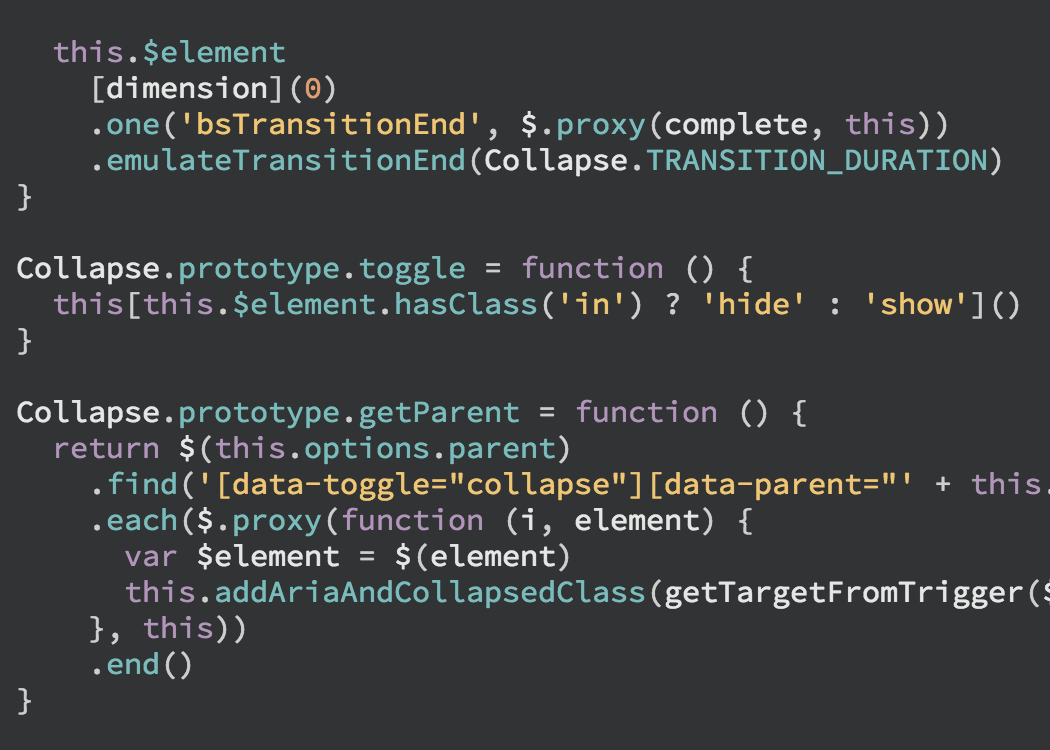 this.$element
[dimension](0)
.one('bsTransitionEnd', $.proxy(complete, this))
.emulateTransitionEnd(Collapse.TRANSITION_DURATION)
}
Collapse.prototype.toggle = function () {
this[this.$element.hasClass('in') ? 'hide' : 'show']()
}
Collapse.prototype.getParent = function () {
return $(this.options.parent)
.find('[data-toggle="collapse"][data-parent="' + this.
.each($.proxy(function (i, element) {
var $element = $(element)
this.addAriaAndCollapsedClass(getTargetFromTrigger($
}, this))
.end()
}